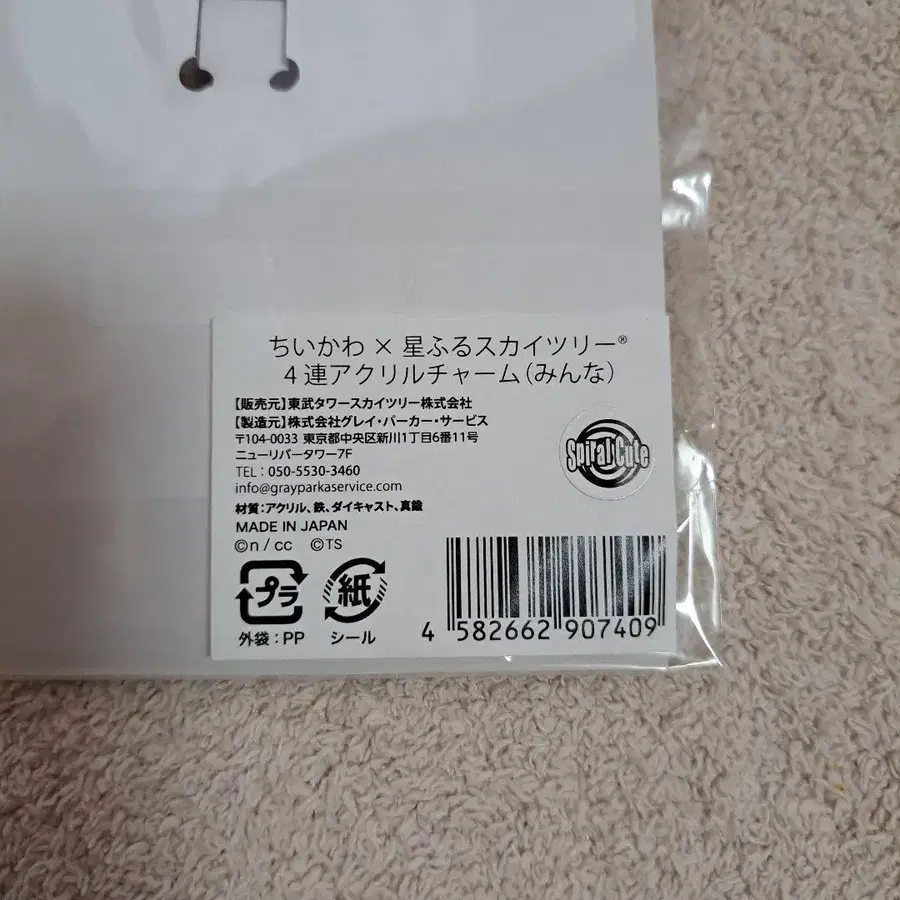 ちいかわ × 星ふるスカイツリー®
4連アクリルチャーム(みんな)
【販売元】東武タワースカイツリー株式会社
【製造元】株式会社グレイ・パーカー・サービス
〒104-0033 東京都中央区新川1丁目6番11号
ニューリバータワー7F
TEL：050-5530-3460
info@grayparkaservice.com
材質：アクリル、鉄、ダイキャスト、真鍮
MADE IN JAPAN
©n / cc ©TS
Spiral Cute
プラ 紙
外袋：PP シール
4 582662 907409